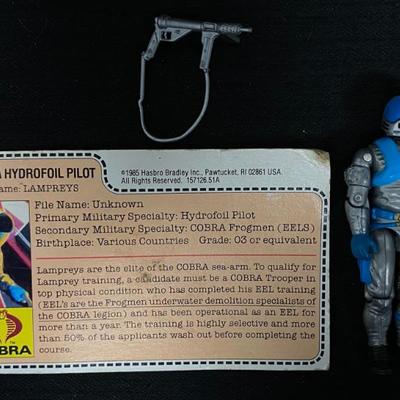 ©1985 Hasbro Bradley Inc., Pawtucket, RI 02861 USA.
All Rights Reserved. 157126.51A
A HYDROFOIL PILOT
ame: LAMPREYS
File Name: Unknown
Primary Military Specialty: Hydrofoil Pilot
Secondary Military Specialty: COBRA Frogmen (EELS)
Birthplace: Various Countries Grade: 03 or equivalent
Lampreys are the elite of the COBRA sea-arm. To qualify for
Lamprey training, a candidate must be a COBRA Trooper in
top physical condition who has completed his EEL training
(EEL's are the Frogmen underwater demolition specialists of
the COBRA legion) and has been operational as an EEL for
more than a year. The training is highly selective and more
than 50% of the applicants wash out before completing the
course.
BRA